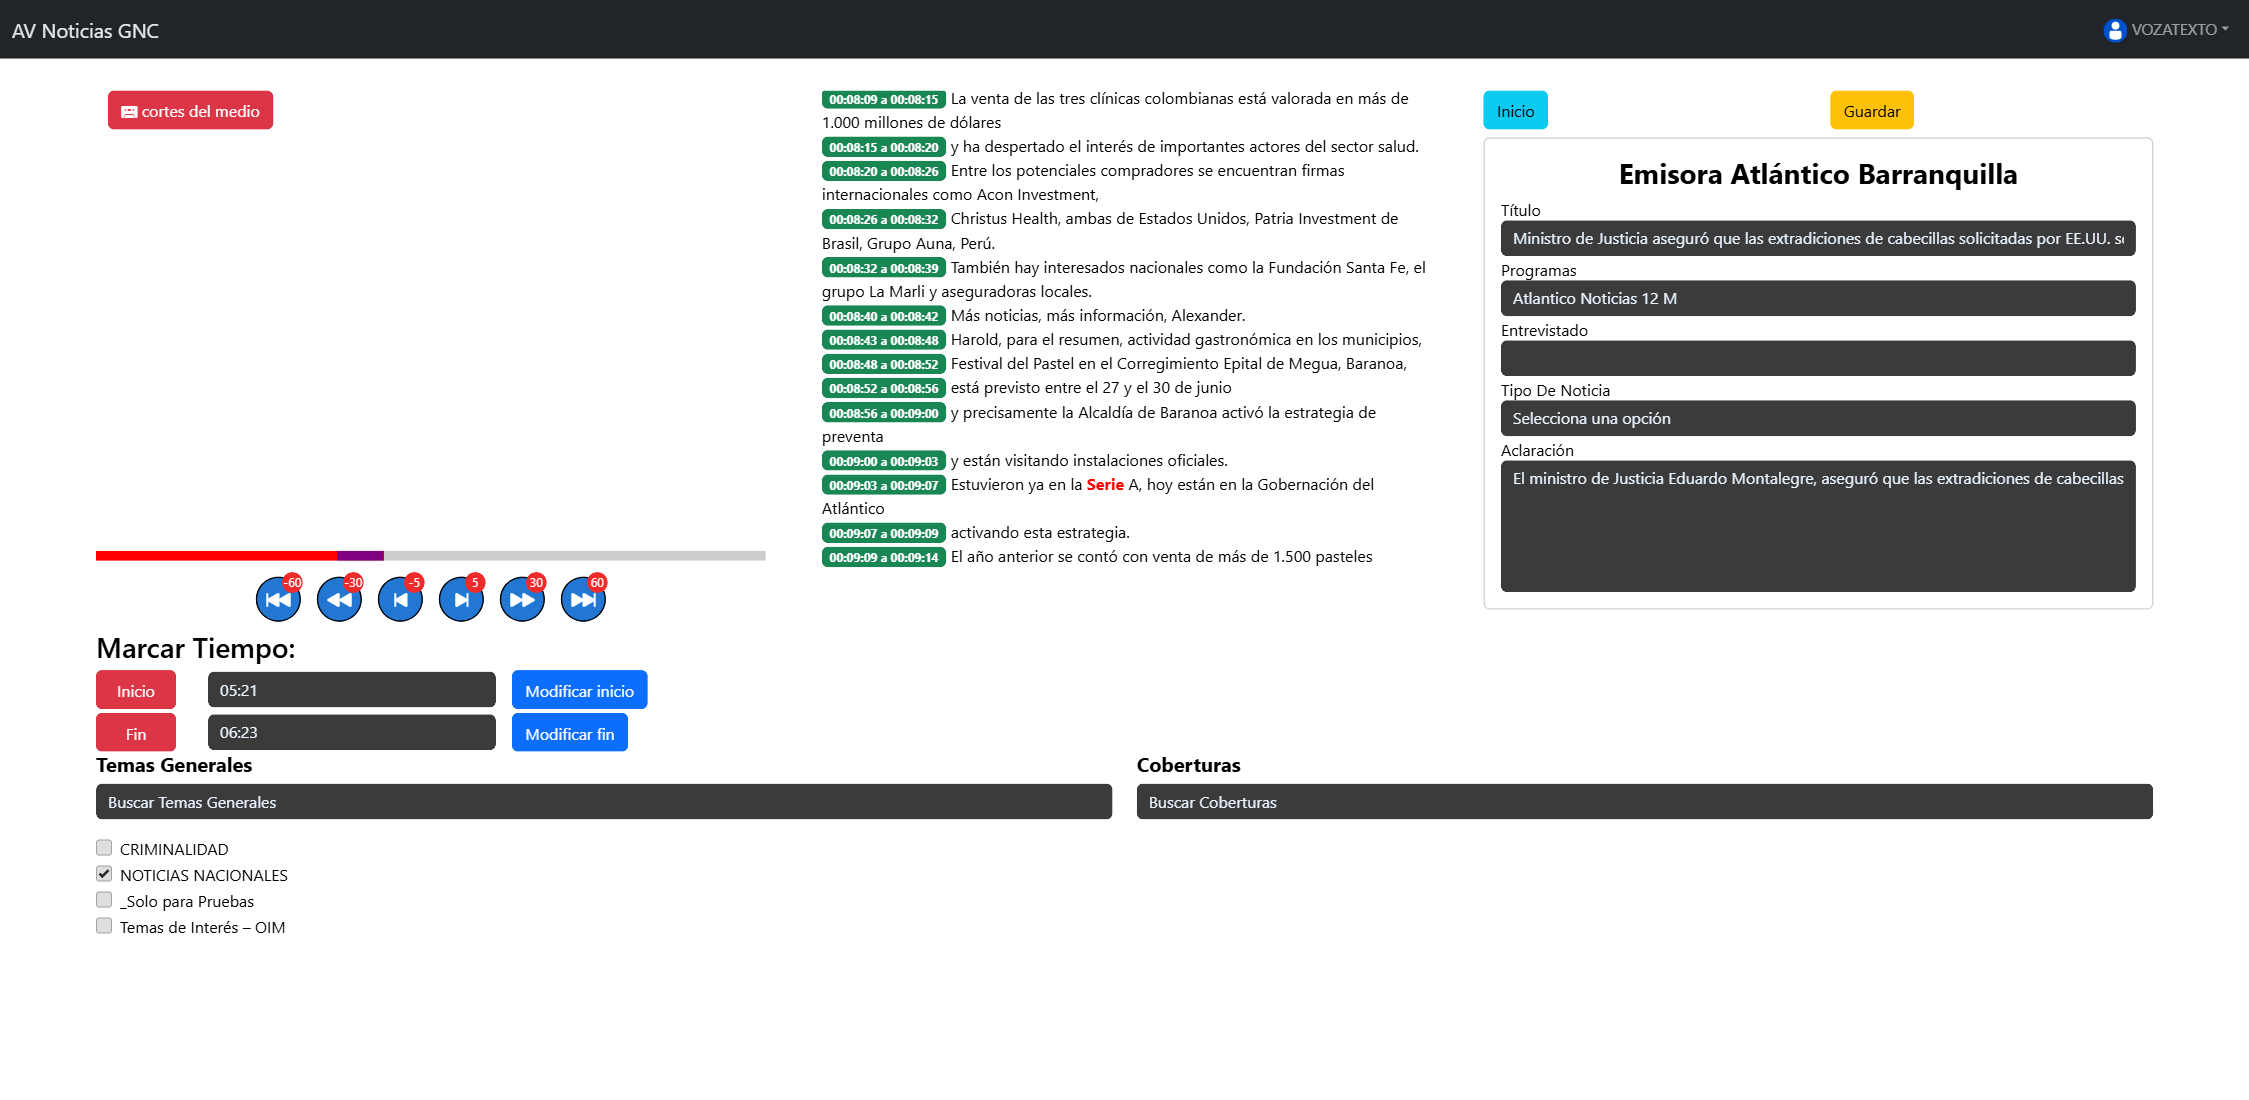 AV Noticias GNC
VOZATEXTO
cortes del medio
-60
-30
-5
5
30
60
Marcar Tiempo:
Inicio 05:21 Modificar inicio
Fin 06:23 Modificar fin
00:08:09 a 00:08:15 La venta de las tres clínicas colombianas está valorada en más de
1.000 millones de dólares
00:08:15 a 00:08:20 y ha despertado el interés de importantes actores del sector salud.
00:08:20 a 00:08:26 Entre los potenciales compradores se encuentran firmas
internacionales como Acon Investment,
00:08:26 a 00:08:32 Christus Health, ambas de Estados Unidos, Patria Investment de
Brasil, Grupo Auna, Perú.
00:08:32 a 00:08:39 También hay interesados nacionales como la Fundación Santa Fe, el
grupo La Marli y aseguradoras locales.
00:08:40 a 00:08:42 Más noticias, más información, Alexander.
00:08:43 a 00:08:48 Harold, para el resumen, actividad gastronómica en los municipios,
00:08:48 a 00:08:52 Festival del Pastel en el Corregimiento Epital de Megua, Baranoa,
00:08:52 a 00:08:56 está previsto entre el 27 y el 30 de junio
00:08:56 a 00:09:00 y precisamente la Alcaldía de Baranoa activó la estrategia de
preventa
00:09:00 a 00:09:03 y están visitando instalaciones oficiales.
00:09:03 a 00:09:07 Estuvieron ya en la Serie A, hoy están en la Gobernación del
Atlántico
00:09:07 a 00:09:09 activando esta estrategia.
00:09:09 a 00:09:14 El año anterior se contó con venta de más de 1.500 pasteles
Inicio
Guardar
Emisora Atlántico Barranquilla
Título
Ministro de Justicia aseguró que las extradiciones de cabecillas solicitadas por EE.UU.
Programas
Atlantico Noticias 12 M
Entrevistado
Tipo De Noticia
Selecciona una opción
Aclaración
El ministro de Justicia Eduardo Montalegre, aseguró que las extradiciones de cabecillas
Temas Generales
Buscar Temas Generales
CRIMINALIDAD
NOTICIAS NACIONALES
_Solo para Pruebas
Temas de Interés – OIM
Coberturas
Buscar Coberturas